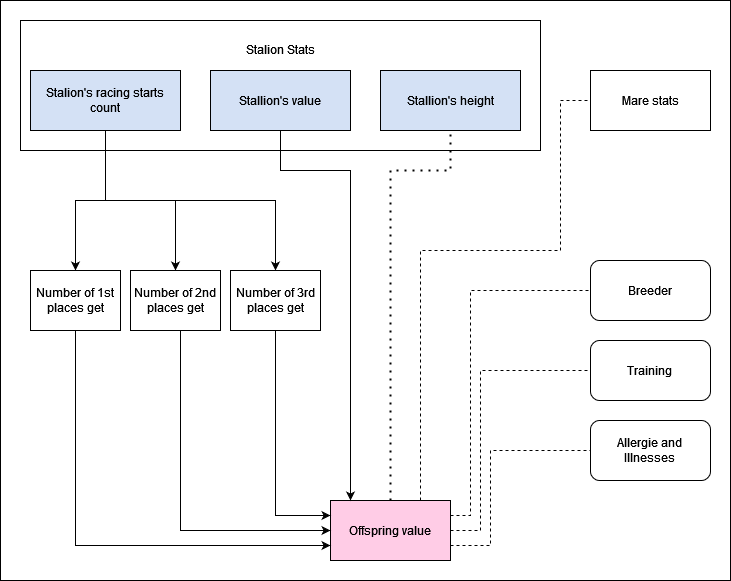 Stalion Stats
Stalion's racing starts
count
Stallion's value
Stallion's height
Mare stats
Number of 1st
places get
Number of 2nd
places get
Number of 3rd
places get
Breeder
Training
Allergie and
Illnesses
Offspring value